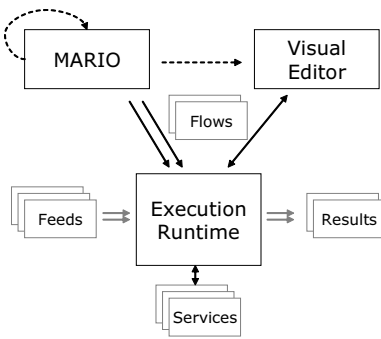 MARIO
Visual
Editor
Flows
Feeds
Execution
Runtime
Results
Services